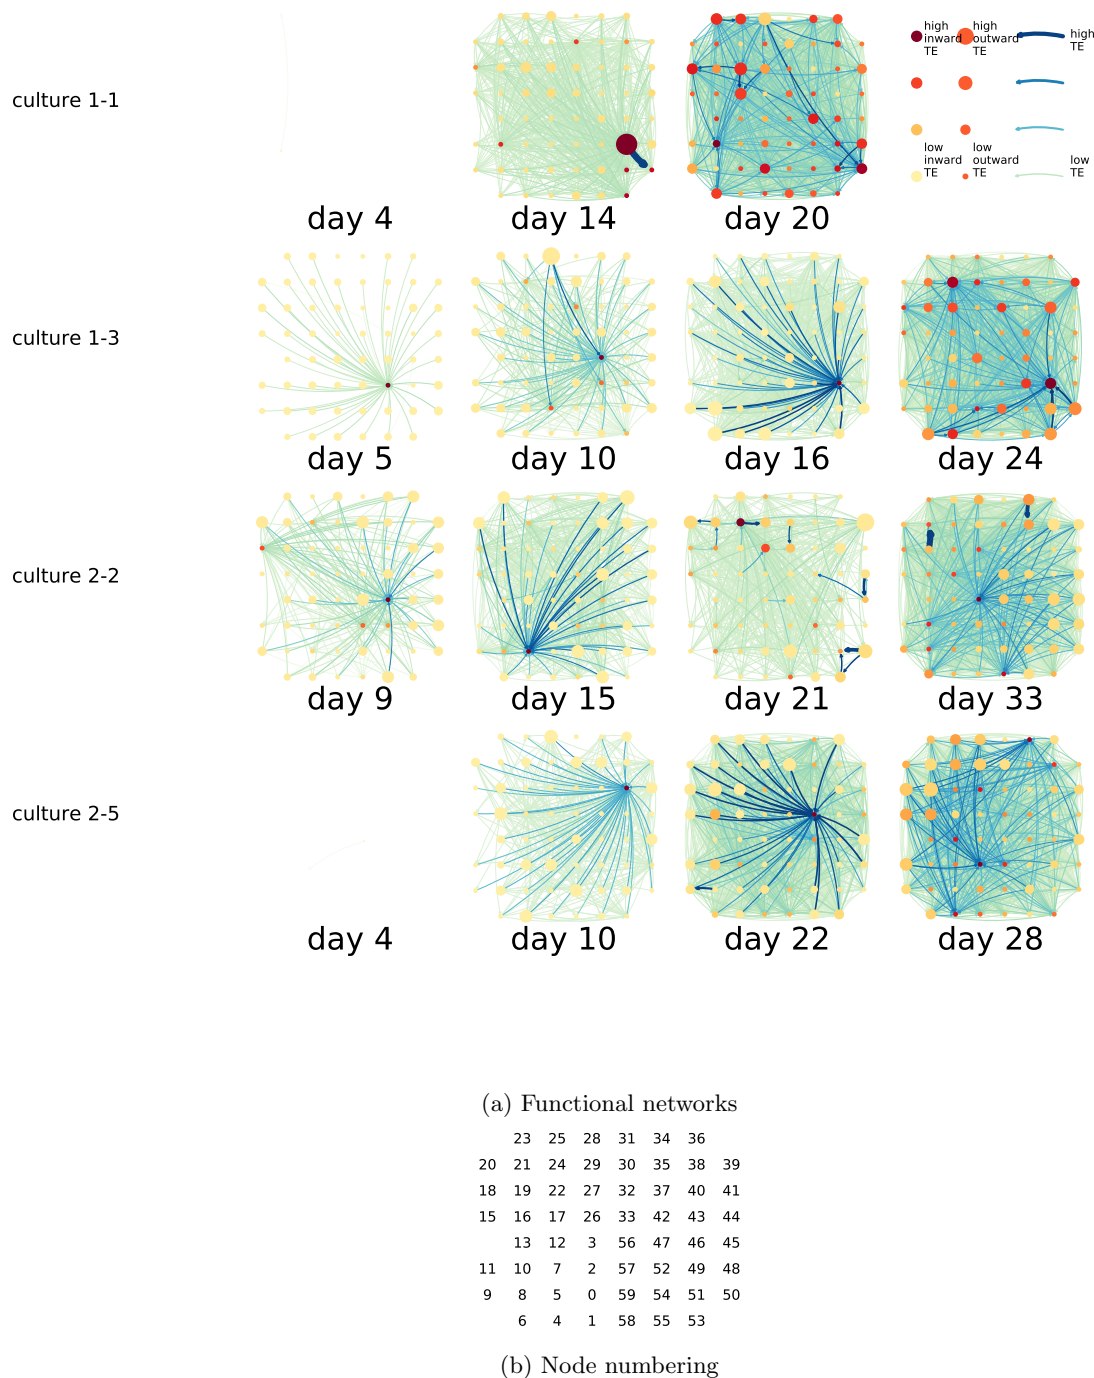 high
inward
TE
high
outward
TE
high
TE
culture 1-1
low
inward
TE
low
outward
TE
low
TE
day 4 day 14 day 20
culture 1-3
day 5 day 10 day 16 day 24
culture 2-2
day 9 day 15 day 21 day 33
culture 2-5
day 4 day 10 day 22 day 28
(a) Functional networks
23 25 28 31 34 36
20 21 24 29 30 35 38 39
18 19 22 27 32 37 40 41
15 16 17 26 33 42 43 44
13 12 3 56 47 46 45
11 10 7 2 57 52 49 48
9 8 5 0 59 54 51 50
6 4 1 58 55 53
(b) Node numbering